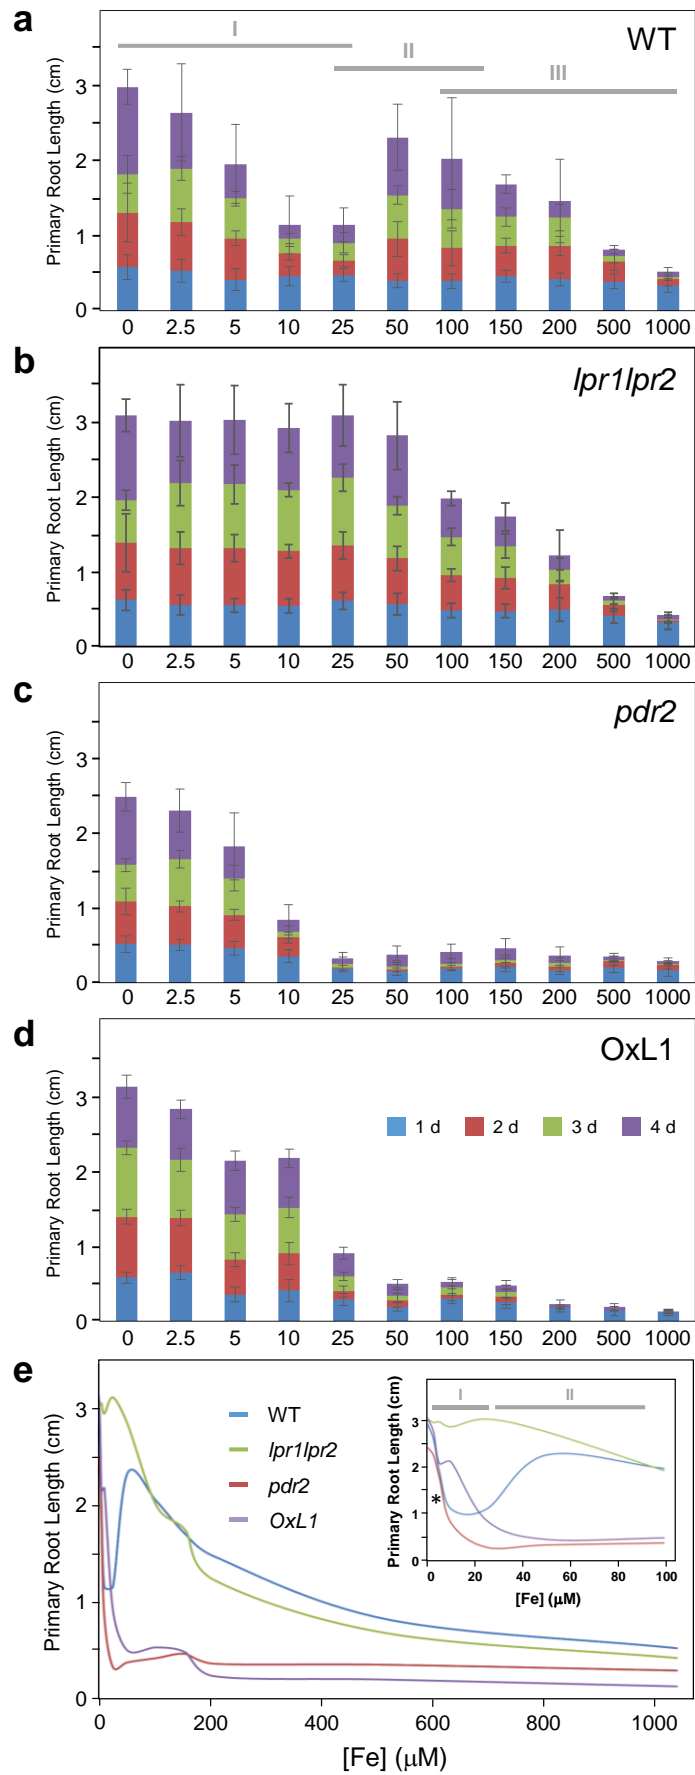 a
WT
I
II
III
Primary Root Length (cm)
3
2
1
0
0 2.5 5 10 25 50 100 150 200 500 1000
b
lpr1lpr2
Primary Root Length (cm)
3
2
1
0
0 2.5 5 10 25 50 100 150 200 500 1000
c
pdr2
Primary Root Length (cm)
3
2
1
0
0 2.5 5 10 25 50 100 150 200 500 1000
d
OxL1
Primary Root Length (cm)
3
2
1
0
1 d 2 d 3 d 4 d
0 2.5 5 10 25 50 100 150 200 500 1000
e
Primary Root Length (cm)
3
2
1
0
WT
lpr1lpr2
pdr2
OxL1
I II
Primary Root Length (cm)
3
2
1
0
*
0 20 40 60 80 100
[Fe] (µM)
0 200 400 600 800 1000
[Fe] (µM)